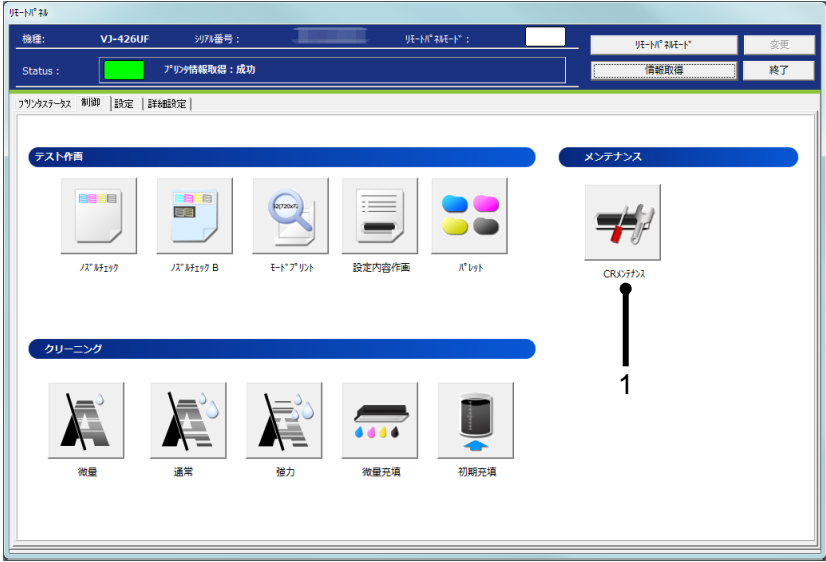 ﾘﾓｰﾄﾊﾟﾈﾙ
機種: VJ-426UF ｼﾘｱﾙ番号： ﾘﾓｰﾄﾊﾟﾈﾙﾓｰﾄﾞ： ﾘﾓｰﾄﾊﾟﾈﾙﾓｰﾄﾞ 変更
Status： ﾌﾟﾘﾝﾀ情報取得：成功 情報取得 終了
ﾌﾟﾘﾝﾀｽﾃｰﾀｽ 制御 設定 詳細設定
テスト作画 メンテナンス
ﾉｽﾞﾙﾁｪｯｸ ﾉｽﾞﾙﾁｪｯｸ B ﾓｰﾄﾞﾌﾟﾘﾝﾄ 設定内容作画 ﾊﾟﾚｯﾄ CRﾒﾝﾃﾅﾝｽ
1
クリーニング
微量 通常 強力 微量充填 初期充填